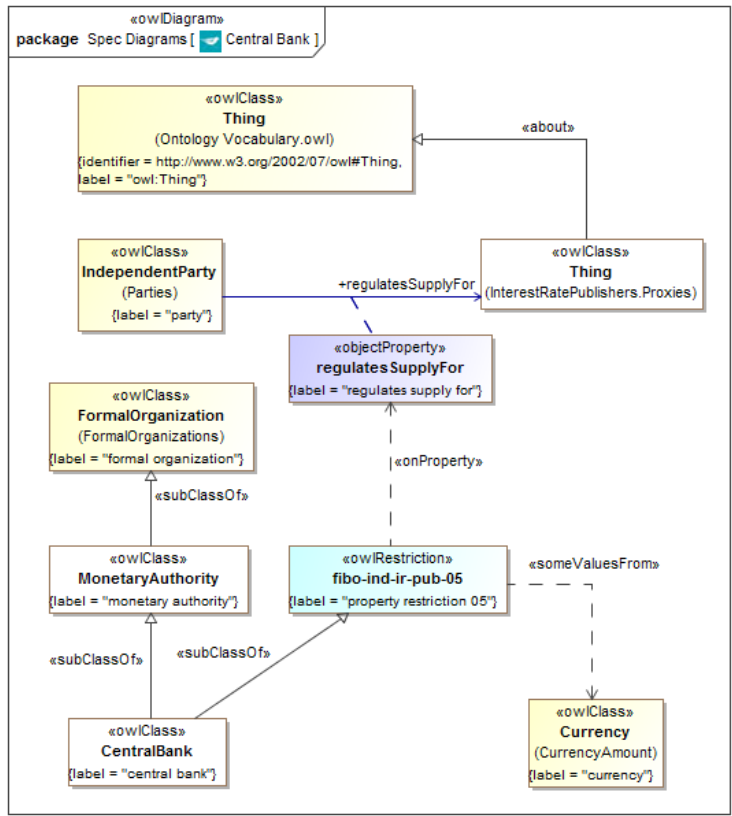 «owlDiagram»
package Spec Diagrams [ Central Bank ]
«owlClass»
Thing
(Ontology Vocabulary.owl)
{identifier = http://www.w3.org/2002/07/owl#Thing,
label = "owl:Thing"}
«about»
«owlClass»
IndependentParty
(Parties)
{label = "party"}
+regulatesSupplyFor
«owlClass»
Thing
(InterestRatePublishers.Proxies)
«objectProperty»
regulatesSupplyFor
{label = "regulates supply for"}
«owlClass»
FormalOrganization
(FormalOrganizations)
{label = "formal organization"}
«onProperty»
«subClassOf»
«owlClass»
MonetaryAuthority
{label = "monetary authority"}
«owlRestriction»
fibo-ind-ir-pub-05
{label = "property restriction 05"}
«someValuesFrom»
«subClassOf»
«subClassOf»
«owlClass»
CentralBank
{label = "central bank"}
«owlClass»
Currency
(CurrencyAmount)
{label = "currency"}